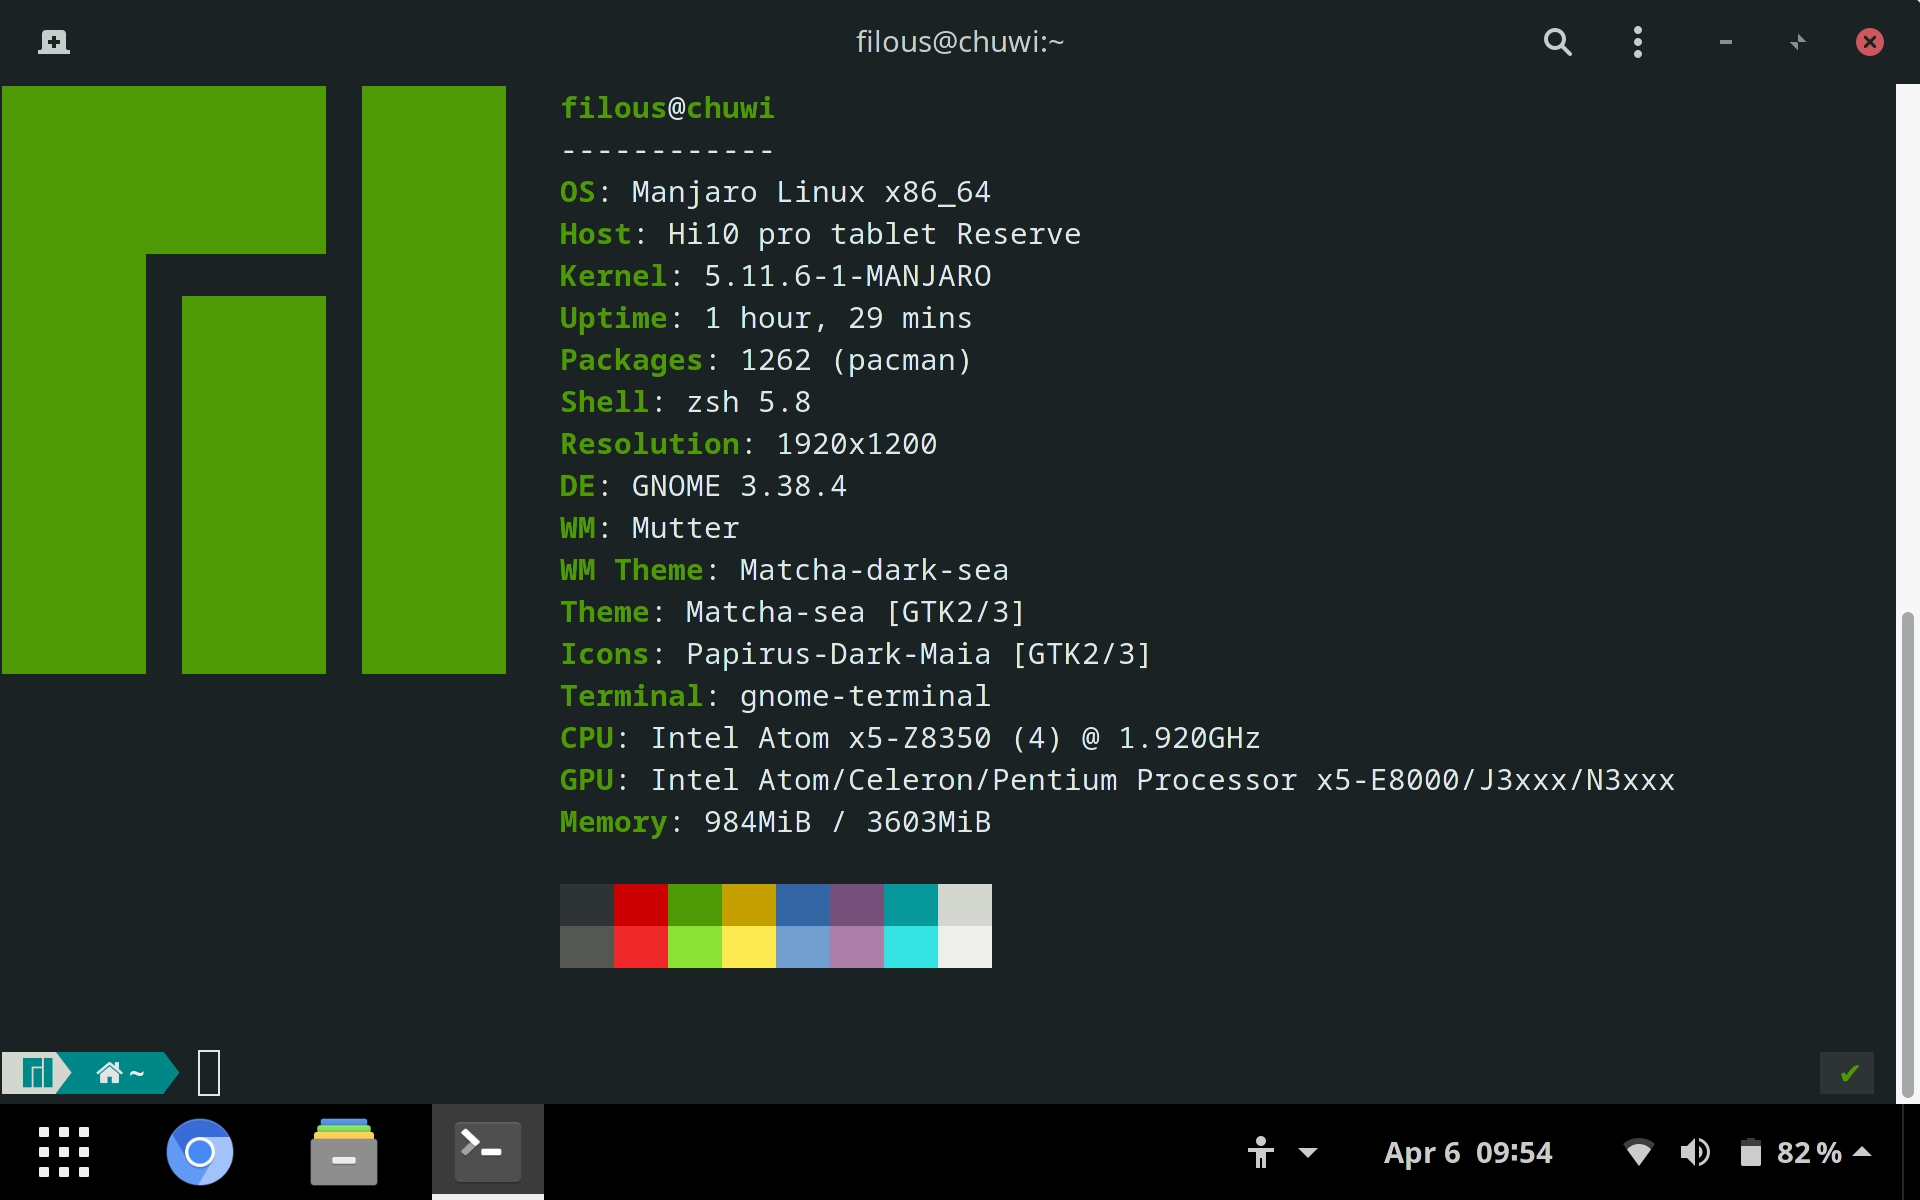 filous@chuwi:~
filous@chuwi
------------
OS: Manjaro Linux x86_64
Host: Hi10 pro tablet Reserve
Kernel: 5.11.6-1-MANJARO
Uptime: 1 hour, 29 mins
Packages: 1262 (pacman)
Shell: zsh 5.8
Resolution: 1920x1200
DE: GNOME 3.38.4
WM: Mutter
WM Theme: Matcha-dark-sea
Theme: Matcha-sea [GTK2/3]
Icons: Papirus-Dark-Maia [GTK2/3]
Terminal: gnome-terminal
CPU: Intel Atom x5-Z8350 (4) @ 1.920GHz
GPU: Intel Atom/Celeron/Pentium Processor x5-E8000/J3xxx/N3xxx
Memory: 984MiB / 3603MiB
~
Apr 6 09:54 82 %